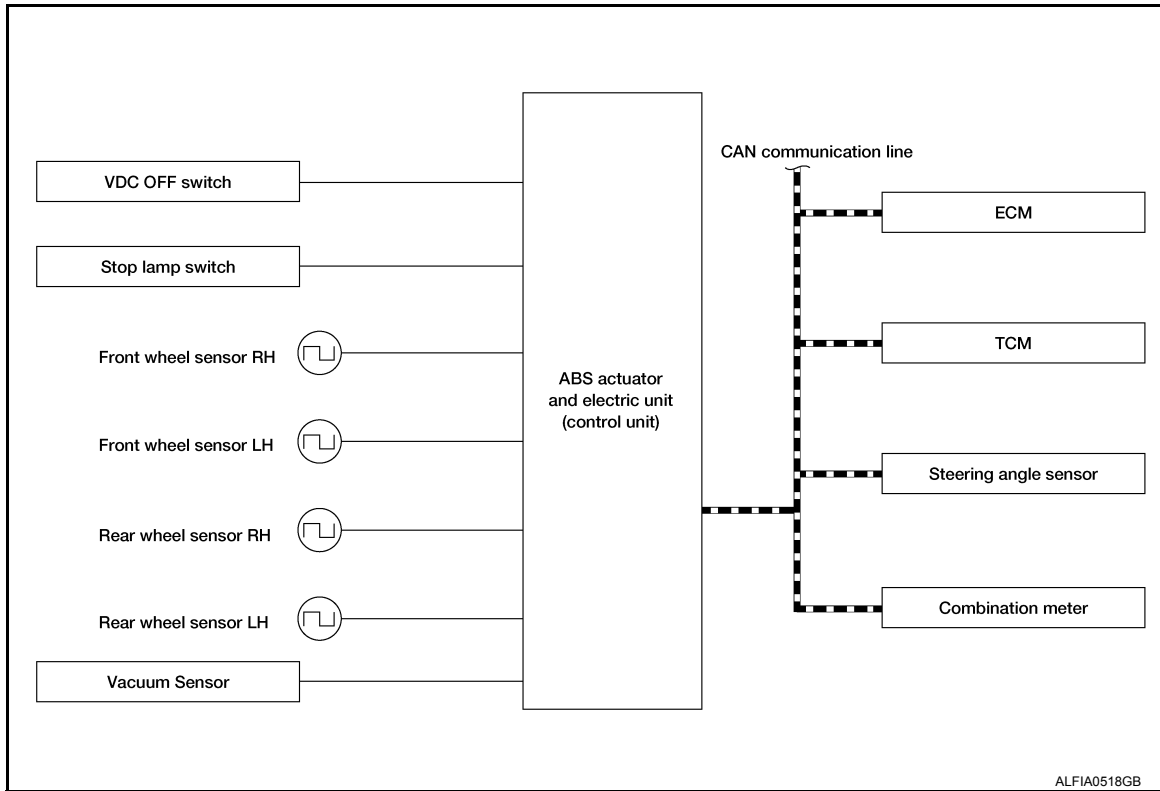 VDC OFF switch
Stop lamp switch
Front wheel sensor RH
Front wheel sensor LH
Rear wheel sensor RH
Rear wheel sensor LH
Vacuum Sensor
ABS actuator
and electric unit
(control unit)
CAN communication line
ECM
TCM
Steering angle sensor
Combination meter
ALFIA0518GB